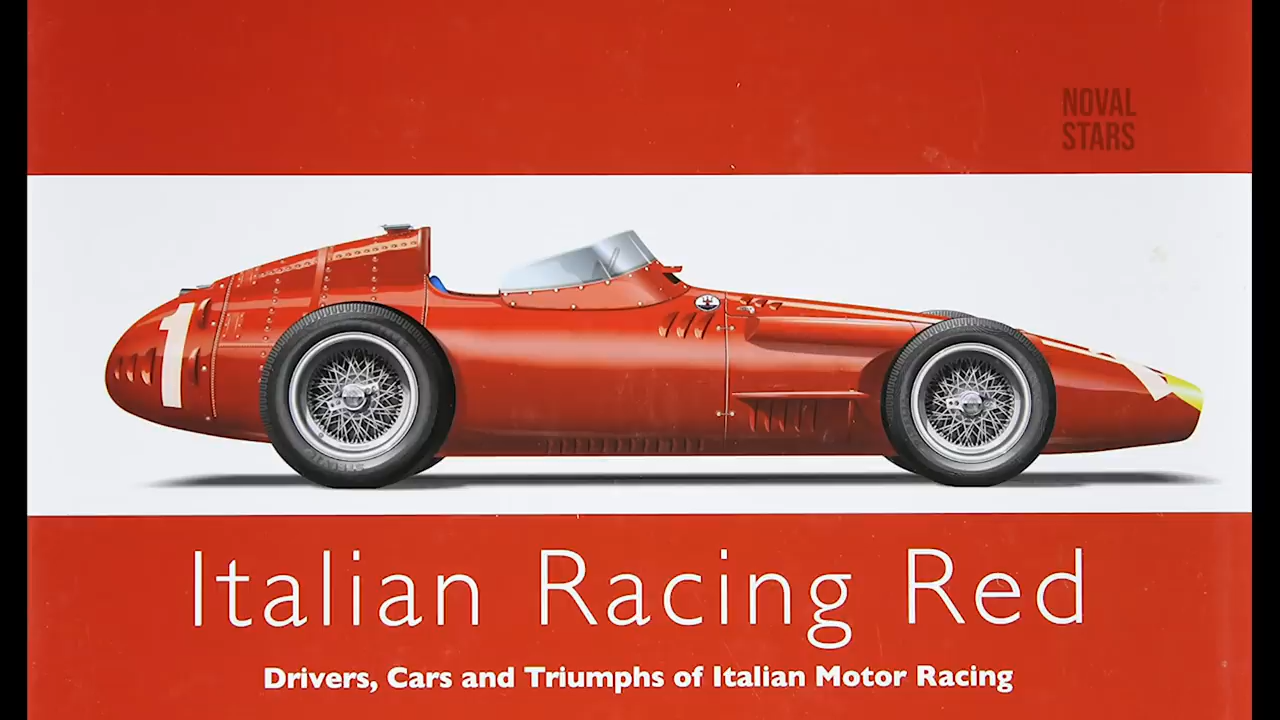 NOVAL
STARS
1
Italian Racing Red
Drivers, Cars and Triumphs of Italian Motor Racing